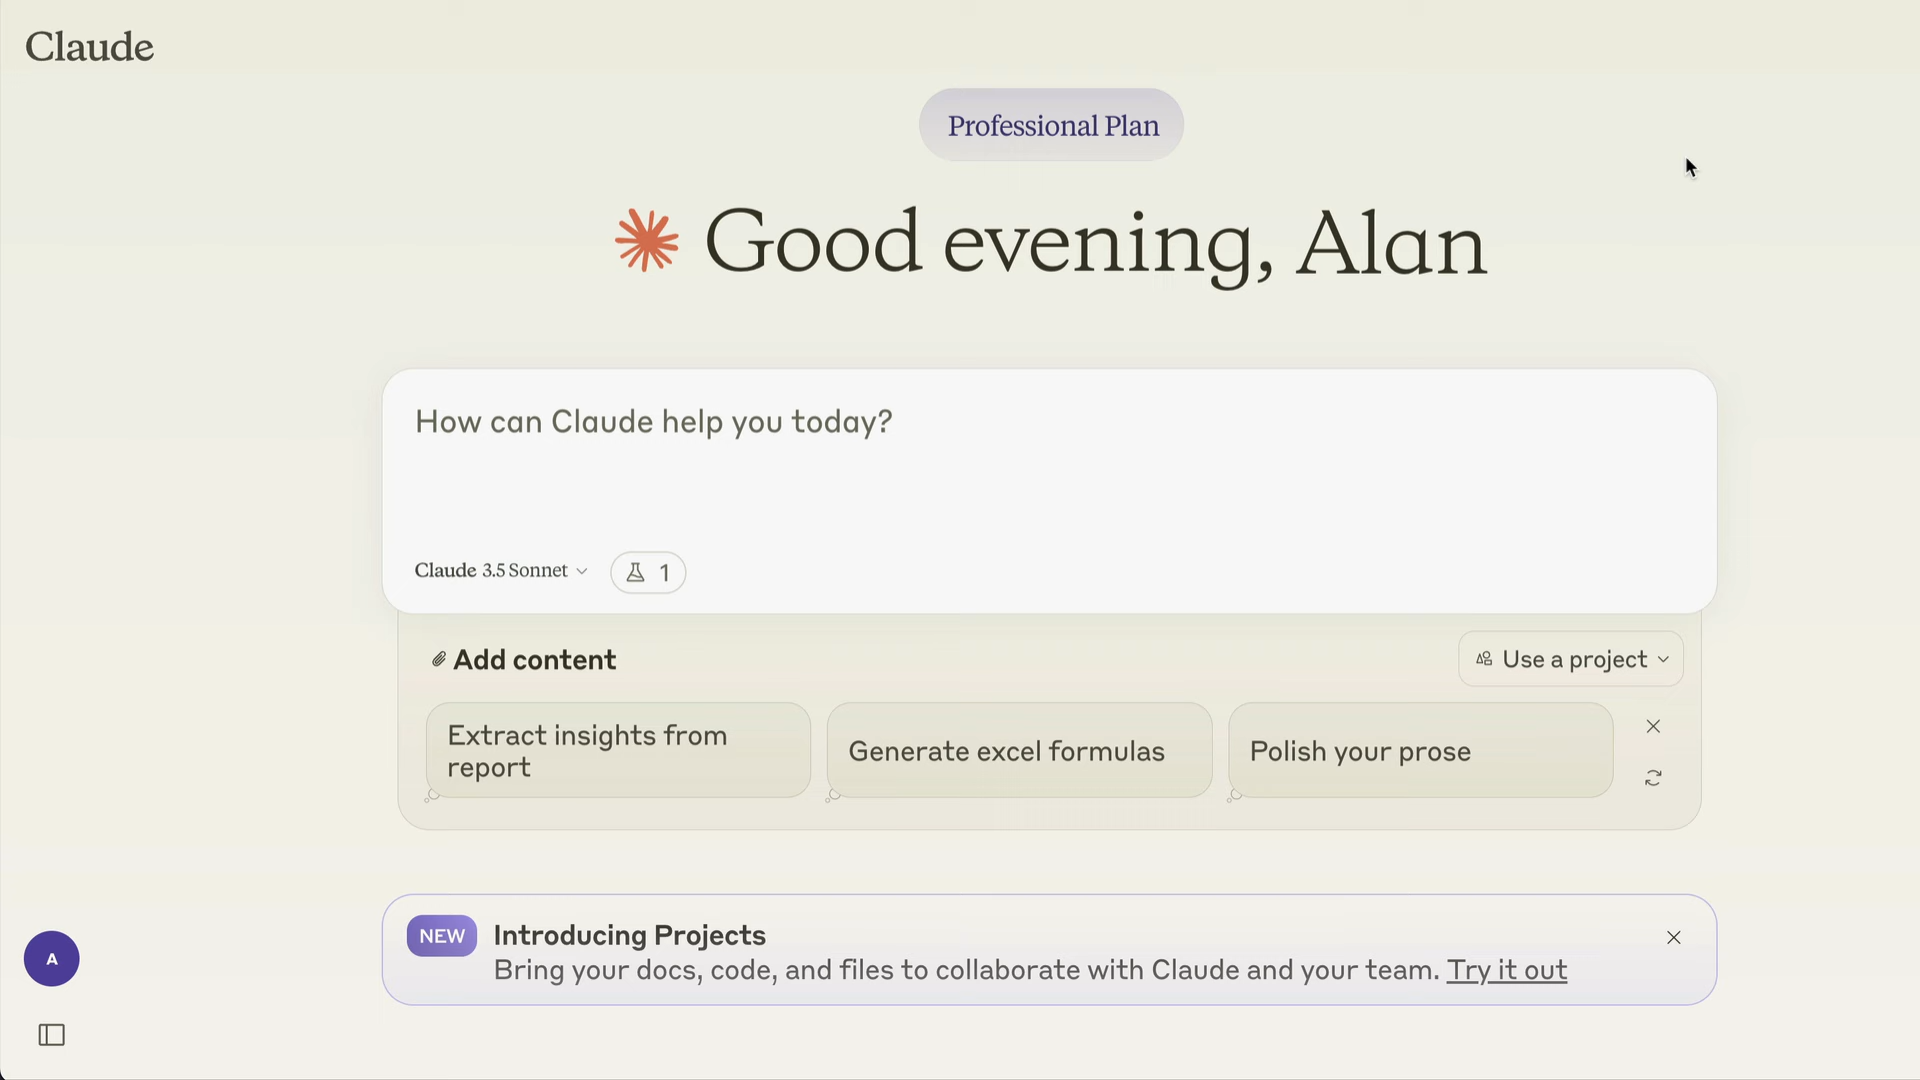 Claude
Professional Plan
Good evening, Alan
How can Claude help you today?
Claude 3.5 Sonnet
1
Add content
Use a project
Extract insights from
report
Generate excel formulas
Polish your prose
NEW
Introducing Projects
Bring your docs, code, and files to collaborate with Claude and your team. Try it out
A